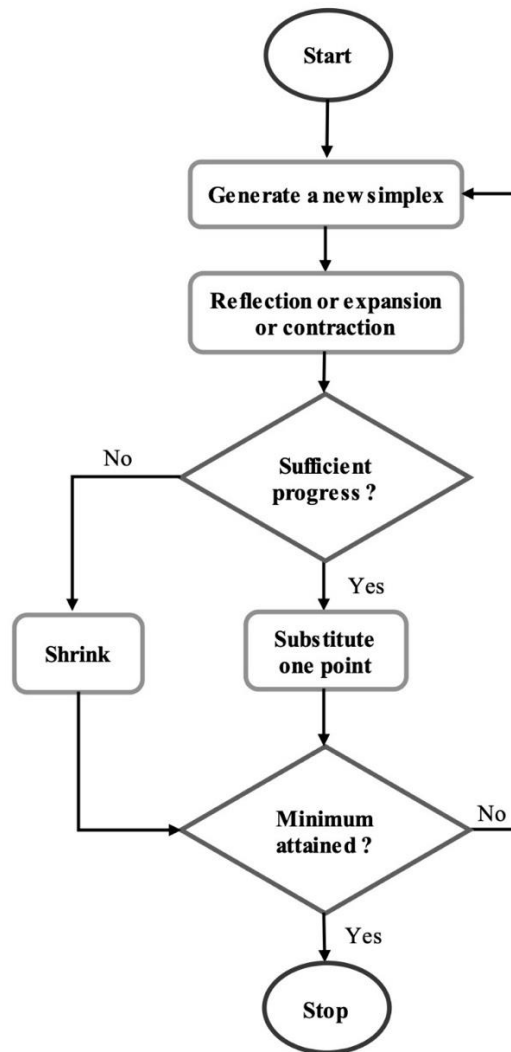 Start
Generate a new simplex
Reflection or expansion
or contraction
No
Sufficient
progress ?
Yes
Shrink
Substitute
one point
Minimum
attained ?
No
Yes
Stop